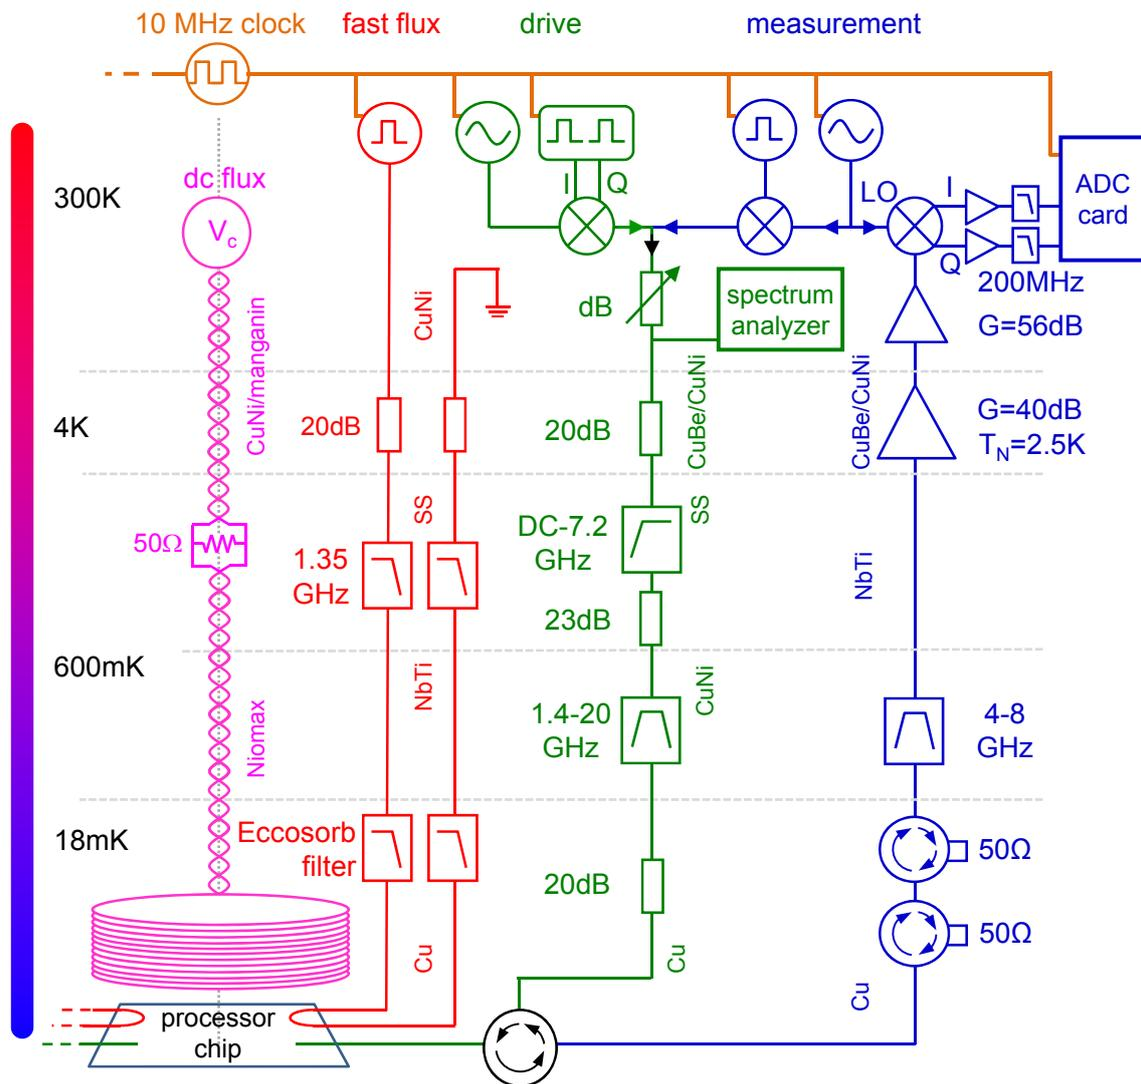 10 MHz clock
fast flux
drive
measurement
300K
dc flux
Vc
I
Q
LO
I
Q
ADC
card
200MHz
G=56dB
dB
spectrum
analyzer
CuNi/manganin
CuNi
CuBe/CuNi
CuBe/CuNi
4K
20dB
20dB
G=40dB
TN=2.5K
50Ω
SS
SS
1.35
GHz
DC-7.2
GHz
23dB
NbTi
600mK
Niomax
NbTi
CuNi
1.4-20
GHz
4-8
GHz
18mK
Eccosorb
filter
20dB
50Ω
50Ω
Cu
Cu
Cu
processor
chip